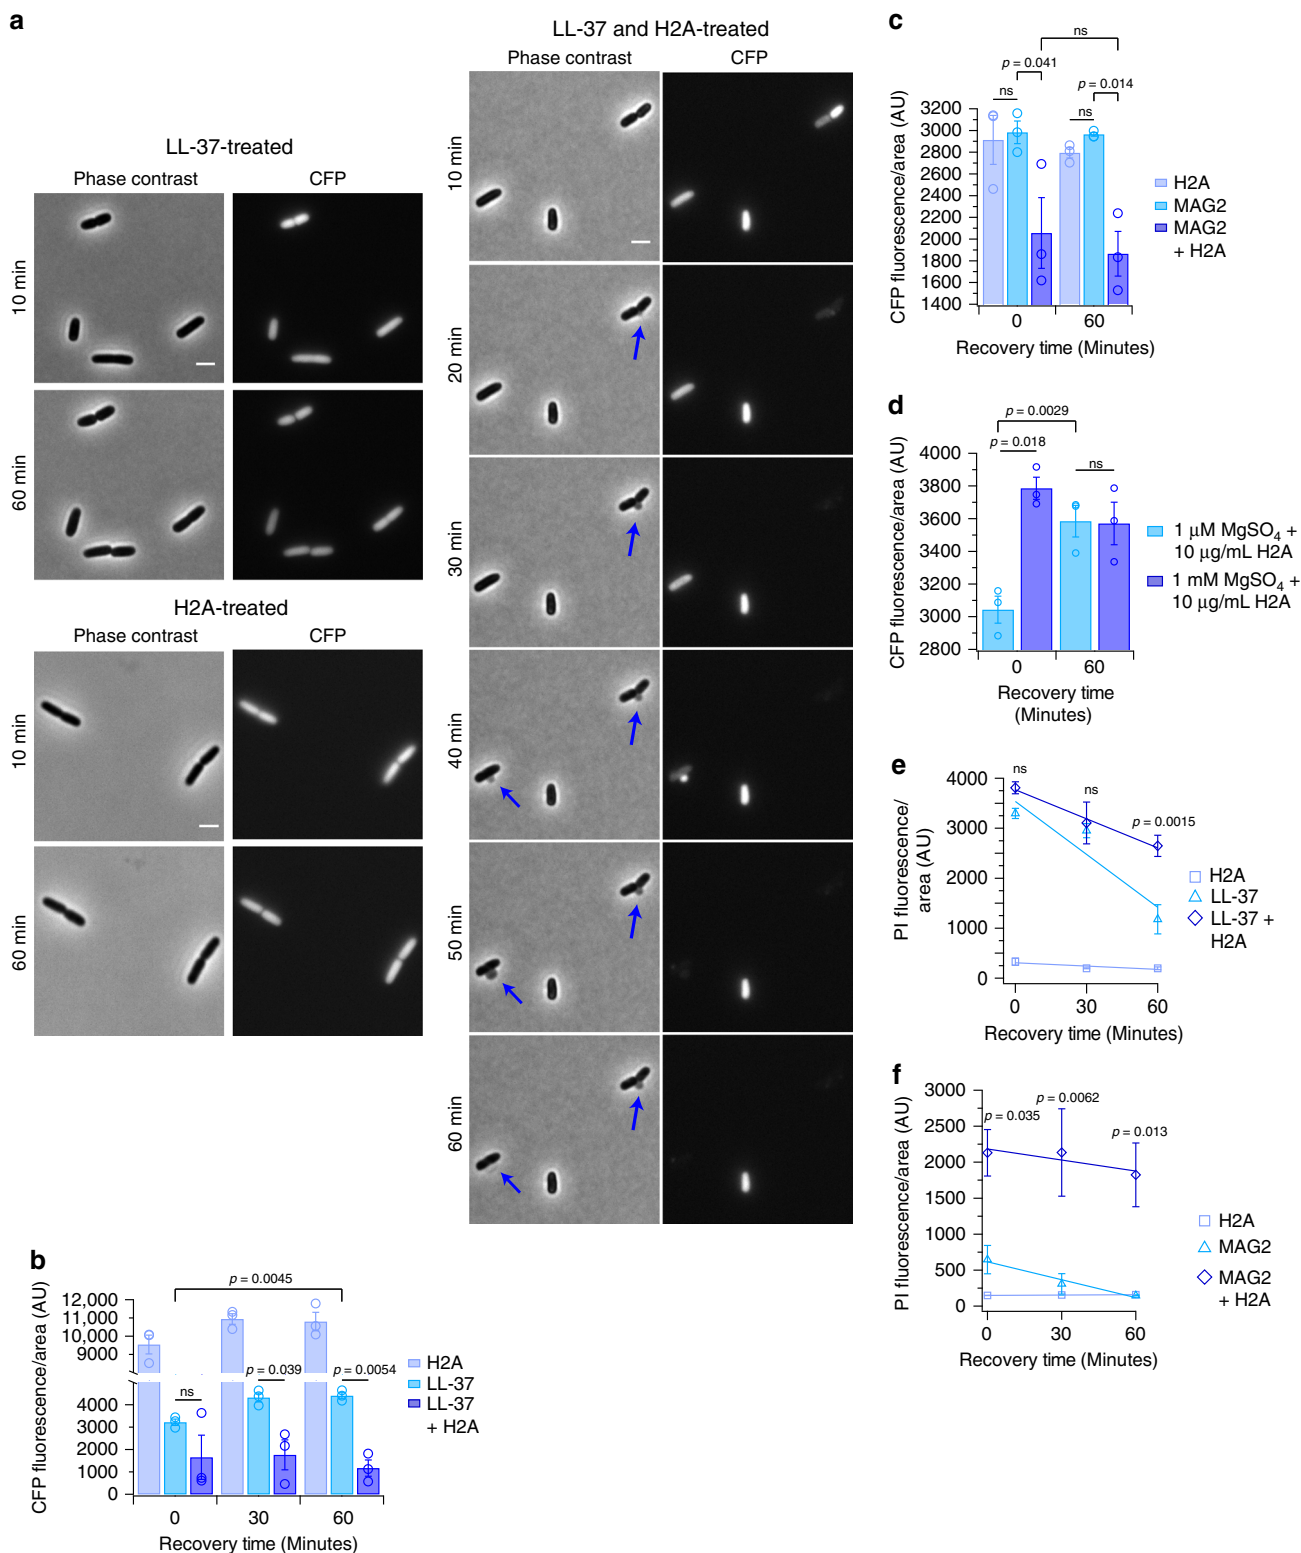 a
LL-37-treated
Phase contrast
CFP
10 min
60 min
H2A-treated
Phase contrast
CFP
10 min
60 min
LL-37 and H2A-treated
Phase contrast
CFP
10 min
20 min
30 min
40 min
50 min
60 min
b
CFP fluorescence/area (AU)
12,000
11,000
10,000
9000
4000
3000
2000
1000
0
ns
p = 0.0045
p = 0.039
p = 0.0054
0
30
60
Recovery time (Minutes)
H2A
LL-37
LL-37
+ H2A
c
CFP fluorescence/area (AU)
3200
3000
2800
2600
2400
2200
2000
1800
1600
1400
ns
p = 0.041
ns
ns
p = 0.014
0
60
Recovery time (Minutes)
H2A
MAG2
MAG2
+ H2A
d
CFP fluorescence/area (AU)
4000
3800
3600
3400
3200
3000
2800
p = 0.0029
p = 0.018
ns
0
60
Recovery time
(Minutes)
1 μM MgSO4 +
10 μg/mL H2A
1 mM MgSO4 +
10 μg/mL H2A
e
PI fluorescence/
area (AU)
4000
3000
2000
1000
0
ns
ns
p = 0.0015
0
30
60
Recovery time (Minutes)
H2A
LL-37
LL-37 +
H2A
f
PI fluorescence/area (AU)
3000
2500
2000
1500
1000
500
0
p = 0.035
p = 0.0062
p = 0.013
0
30
60
Recovery time (Minutes)
H2A
MAG2
MAG2
+ H2A